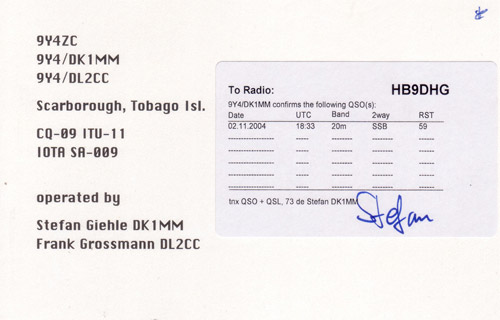 9Y4ZC
9Y4/DK1MM
9Y4/DL2CC
Scarborough, Tobago Isl.
CQ-09 ITU-11
IOTA SA-009
operated by
Stefan Giehle DK1MM
Frank Grossmann DL2CC
To Radio: HB9DHG
9Y4/DK1MM confirms the following QSO(s):
Date UTC Band 2way RST
02.11.2004 18:33 20m SSB 59
tnx QSO + QSL, 73 de Stefan DK1MM
Stefan